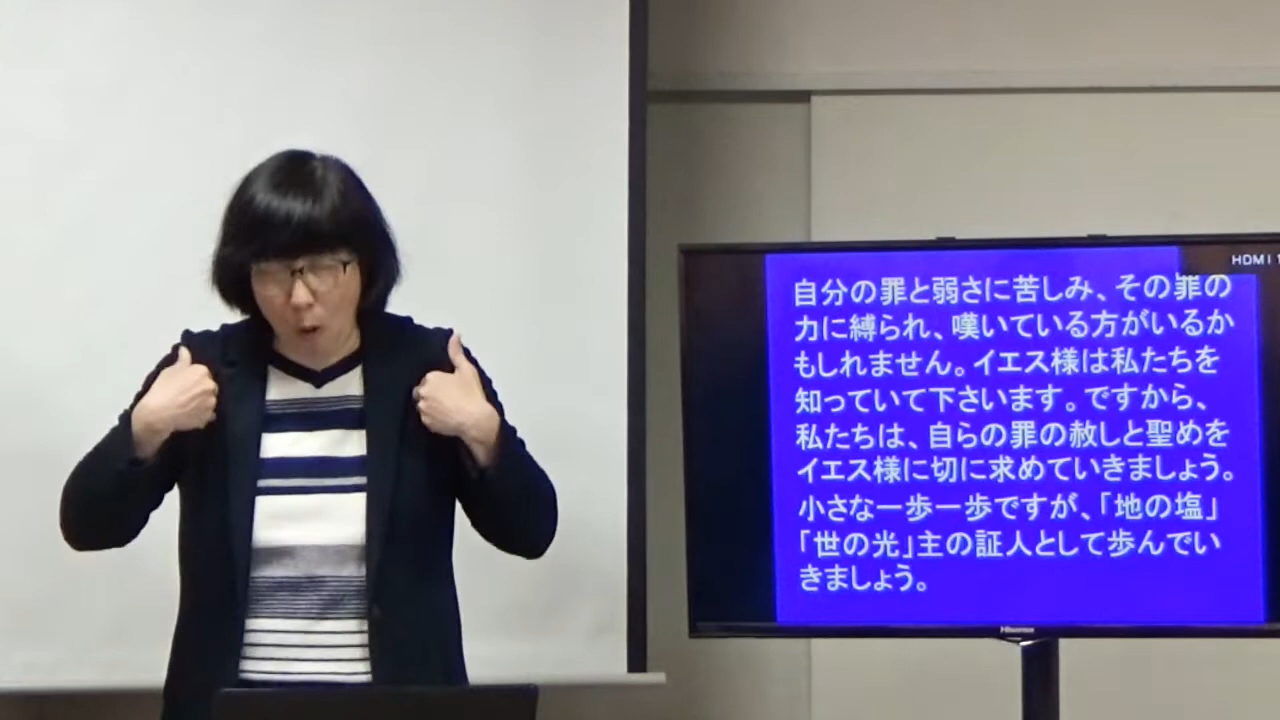 HDMI 1
自分の罪と弱さに苦しみ、その罪の
力に縛られ、嘆いている方がいるか
もしれません。イエス様は私たちを
知っていて下さいます。ですから、
私たちは、自らの罪の赦しと聖めを
イエス様に切に求めていきましょう。
小さな一歩一歩ですが、「地の塩」
「世の光」主の証人として歩んでい
きましょう。
Hisense